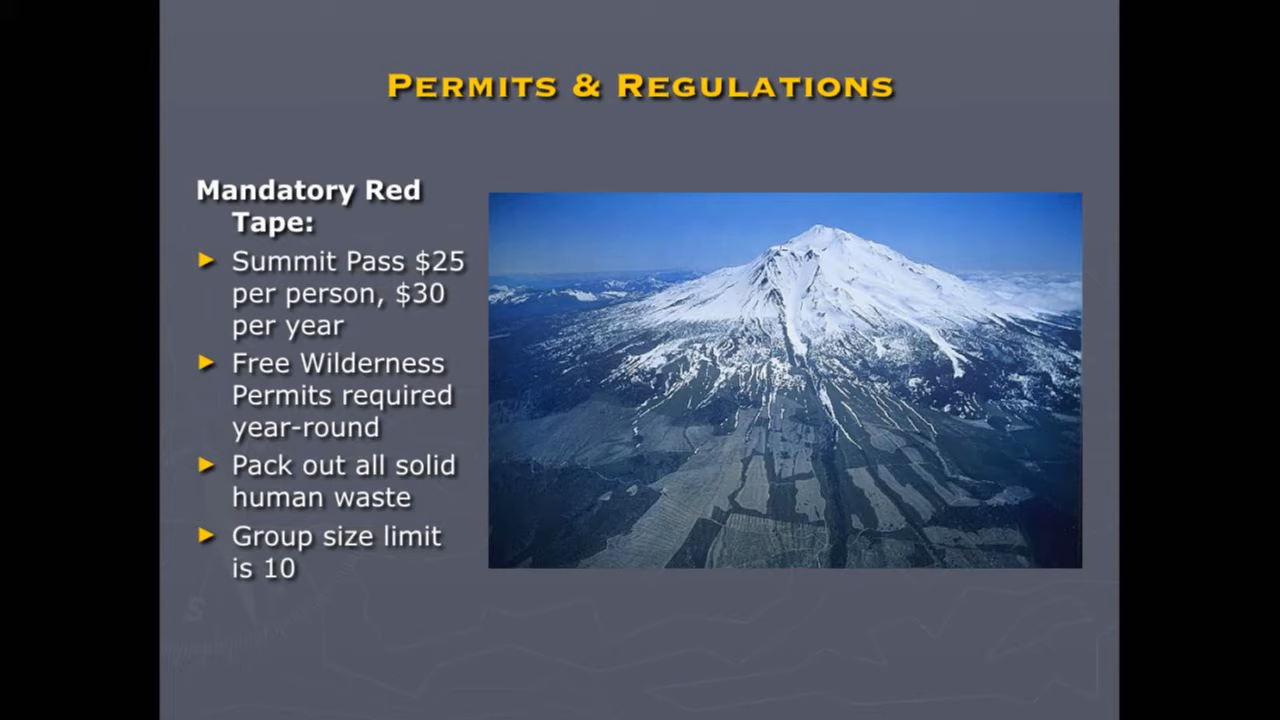 PERMITS & REGULATIONS
Mandatory Red
Tape:
Summit Pass $25
per person, $30
per year
Free Wilderness
Permits required
year-round
Pack out all solid
human waste
Group size limit
is 10
S